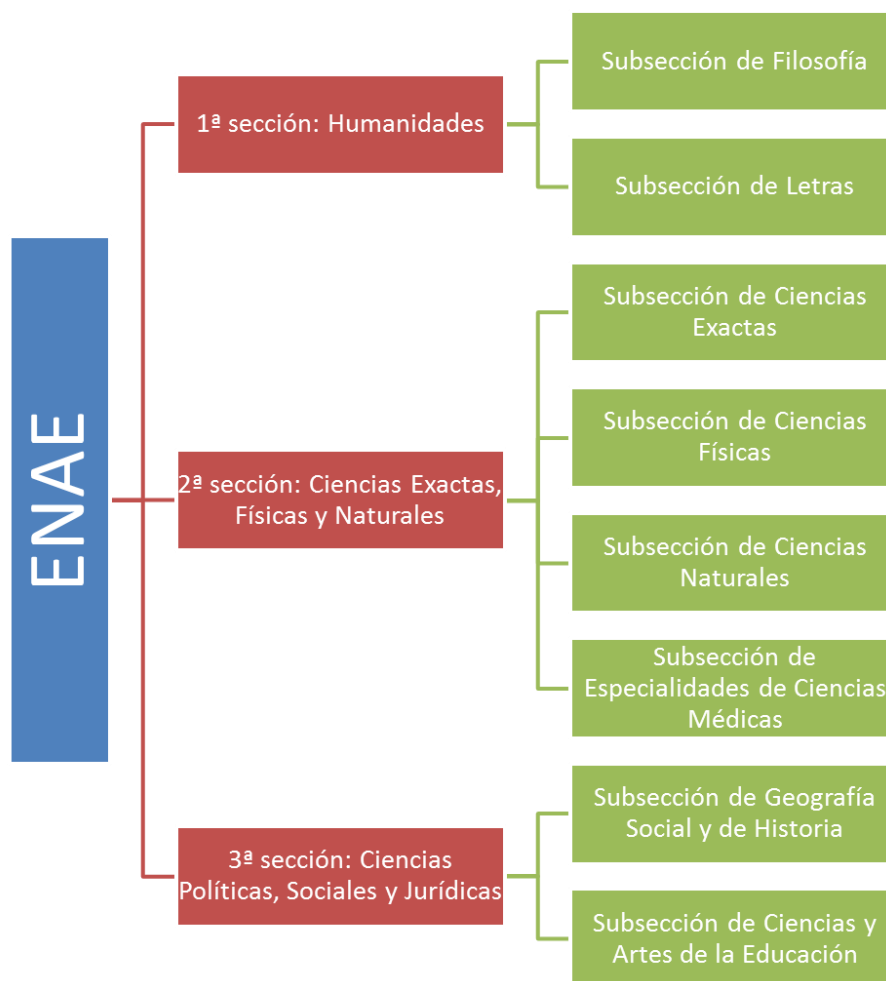 ENAE
1ª sección: Humanidades
Subsección de Filosofía
Subsección de Letras
2ª sección: Ciencias Exactas,
Físicas y Naturales
Subsección de Ciencias
Exactas
Subsección de Ciencias
Físicas
Subsección de Ciencias
Naturales
Subsección de
Especialidades de Ciencias
Médicas
3ª sección: Ciencias
Políticas, Sociales y Jurídicas
Subsección de Geografía
Social y de Historia
Subsección de Ciencias y
Artes de la Educación